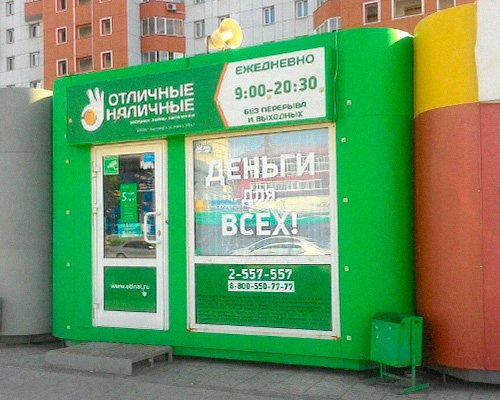 ОТЛИЧНЫЕ
НАЛИЧНЫЕ
ЕЖЕДНЕВНО
9:00-20:30
БЕЗ ПЕРЕРЫВА
И ВЫХОДНЫХ
ДЕНЬГИ
ДЛЯ
ВСЕХ!
5
www.otlnal.ru
2-557-557
8-800-550-77-77